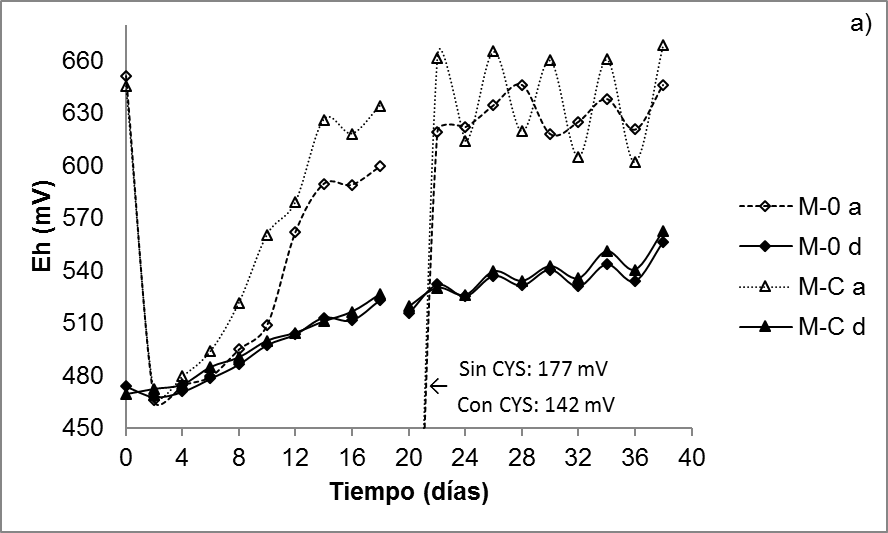 a)
660
630
600
570
540
510
480
450
Eh (mV)
0 4 8 12 16 20 24 28 32 36 40
Tiempo (días)
Sin CYS: 177 mV
Con CYS: 142 mV
M-0 a
M-0 d
M-C a
M-C d